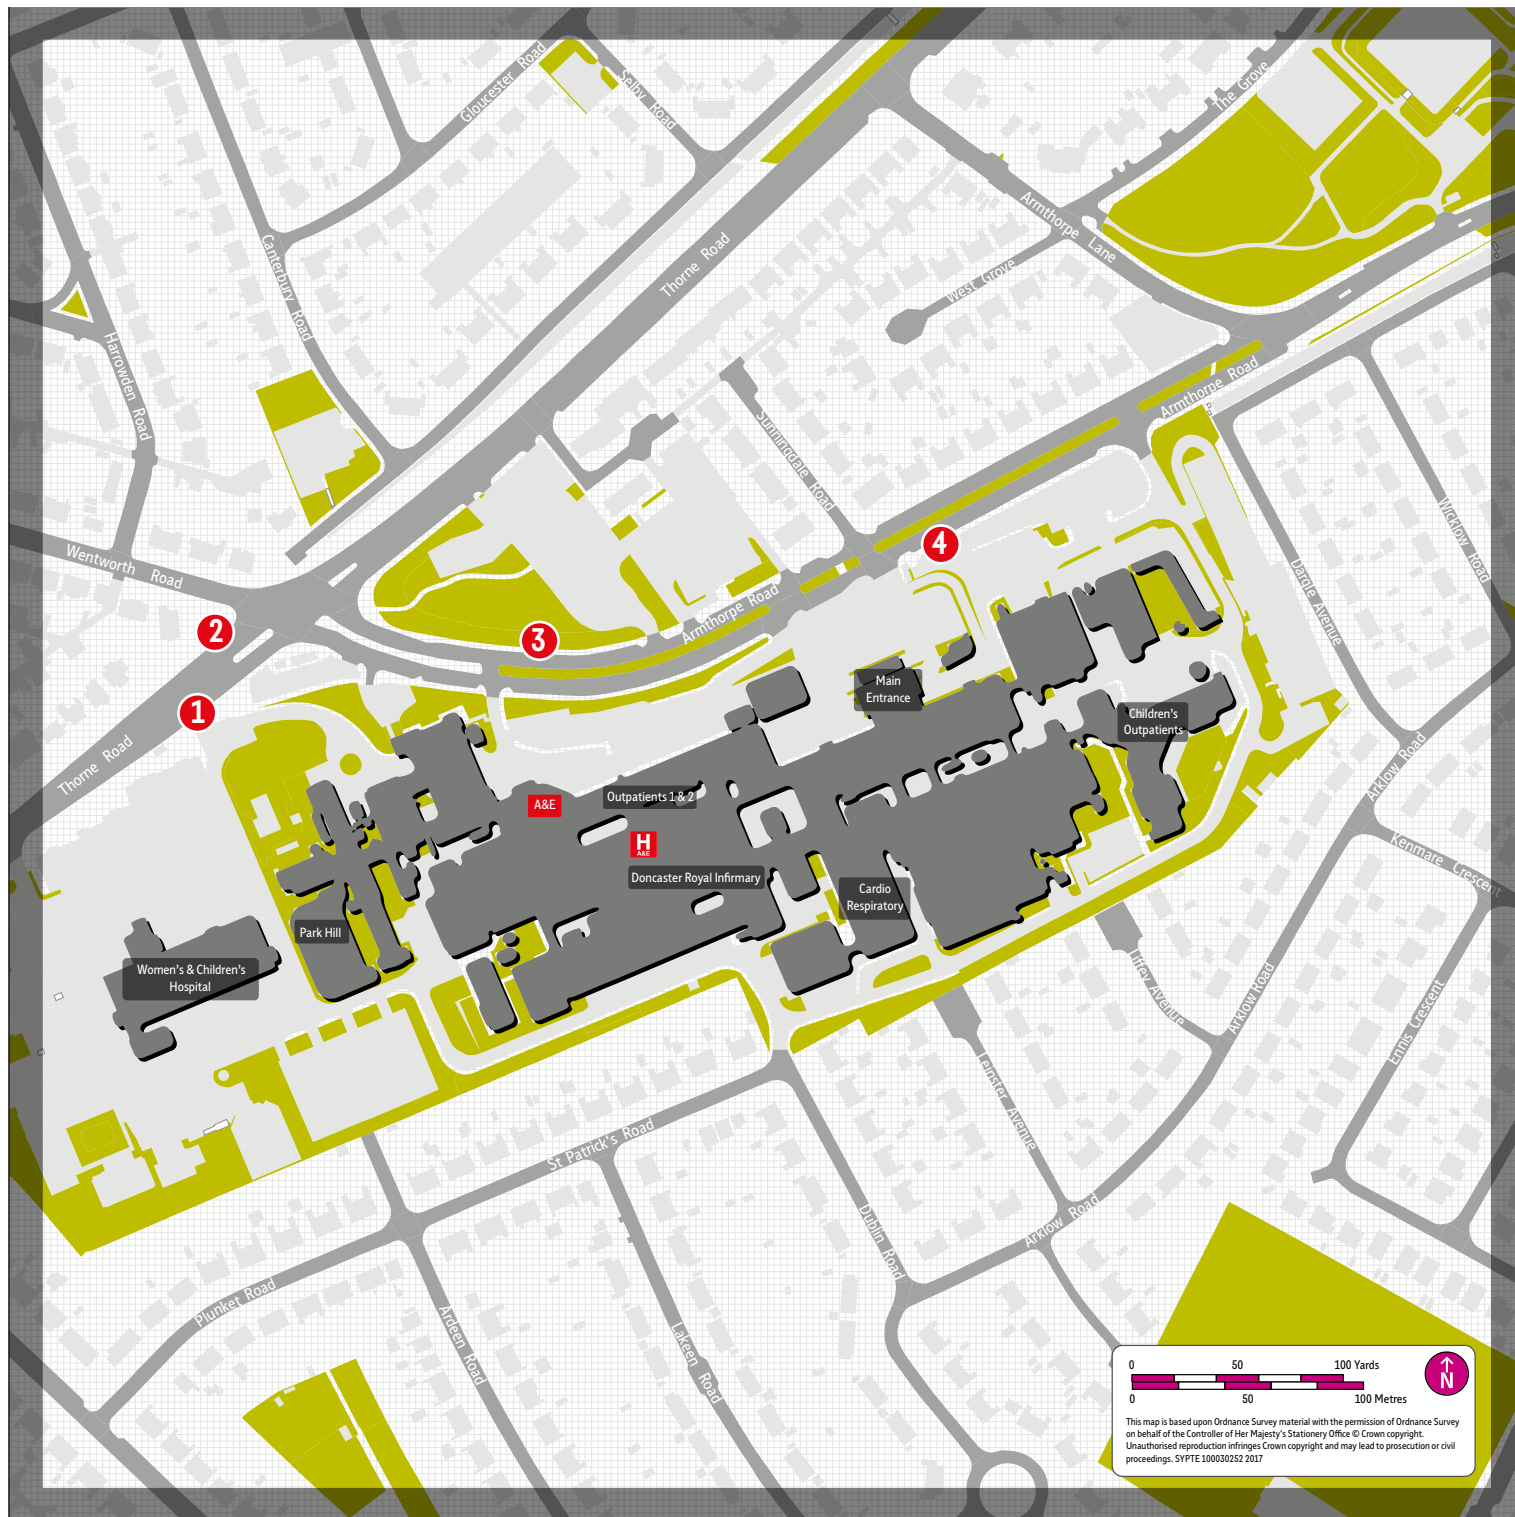 Gloucester Road
Selby Road
The Grove
Canterbury Road
Thorne Road
Armthorpe Lane
West Grove
Harrowden Road
Armthorpe Road
Sunningdale Road
Wicklow Road
4
Wentworth Road
Dargle Avenue
2
3
Armthorpe Road
Main
Entrance
1
Children's
Outpatients
Thorne Road
A&E
Outpatients 1 & 2
Arklow Road
H
A&E
Doncaster Royal Infirmary
Kenmare Crescent
Cardio
Respiratory
Park Hill
Women's & Children's
Hospital
Liffey Avenue
Arklow Road
Ennis Crescent
Leinster Avenue
St Patrick's Road
Dublin Road
Arklow Road
Plunket Road
Ardeen Road
Lakeen Road
0 50 100 Yards
0 50 100 Metres
N
This map is based upon Ordnance Survey material with the permission of Ordnance Survey
on behalf of the Controller of Her Majesty's Stationery Office © Crown copyright.
Unauthorised reproduction infringes Crown copyright and may lead to prosecution or civil
proceedings. SYPTE 100030252 2017